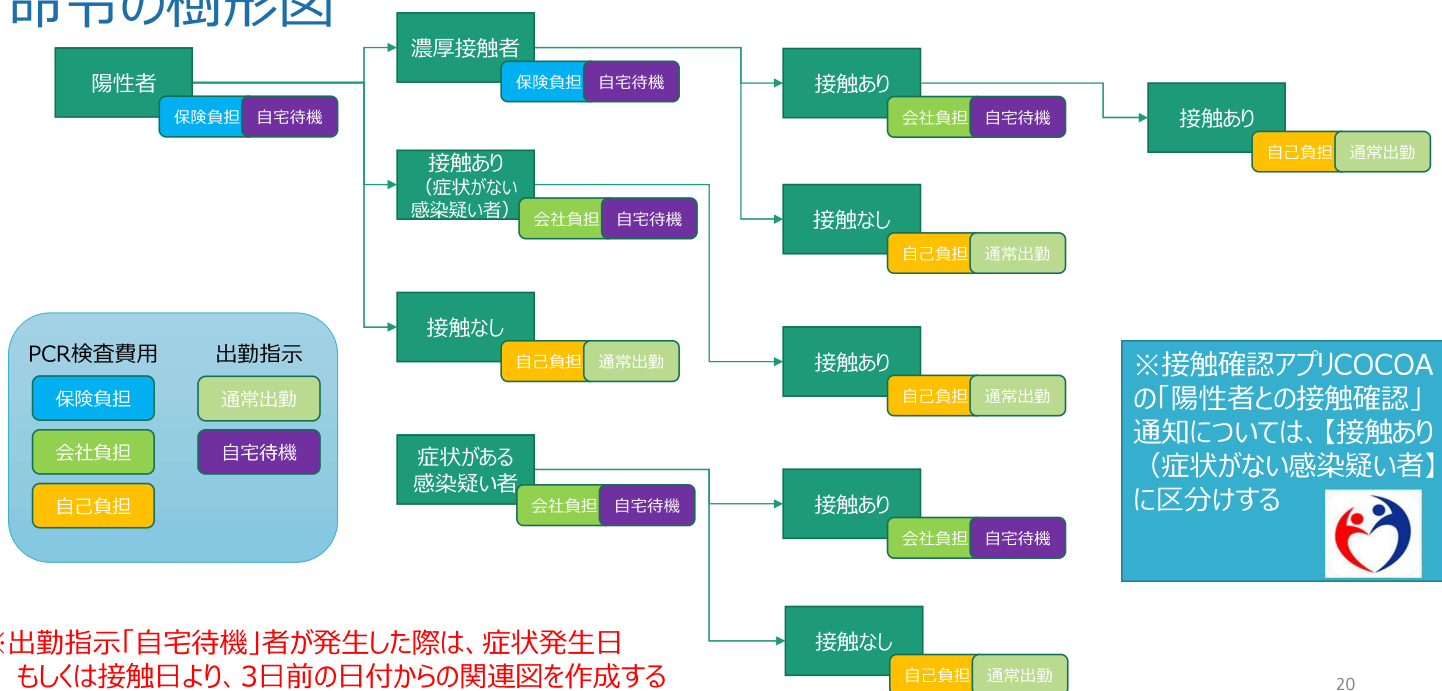 命令の樹形図
陽性者
保険負担
自宅待機
濃厚接触者
保険負担
自宅待機
接触あり
会社負担
自宅待機
接触あり
自己負担
通常出勤
接触なし
自己負担
通常出勤
接触あり
（症状がない
感染疑い者）
会社負担
自宅待機
接触あり
自己負担
通常出勤
接触なし
自己負担
通常出勤
症状がある
感染疑い者
会社負担
自宅待機
接触あり
会社負担
自宅待機
接触なし
自己負担
通常出勤
PCR検査費用
保険負担
会社負担
自己負担
出勤指示
通常出勤
自宅待機
※接触確認アプリCOCOA
の「陽性者との接触確認」
通知については、【接触あり
（症状がない感染疑い者】
に区分けする
※出勤指示「自宅待機」者が発生した際は、症状発生日
もしくは接触日より、3日前の日付からの関連図を作成する
20